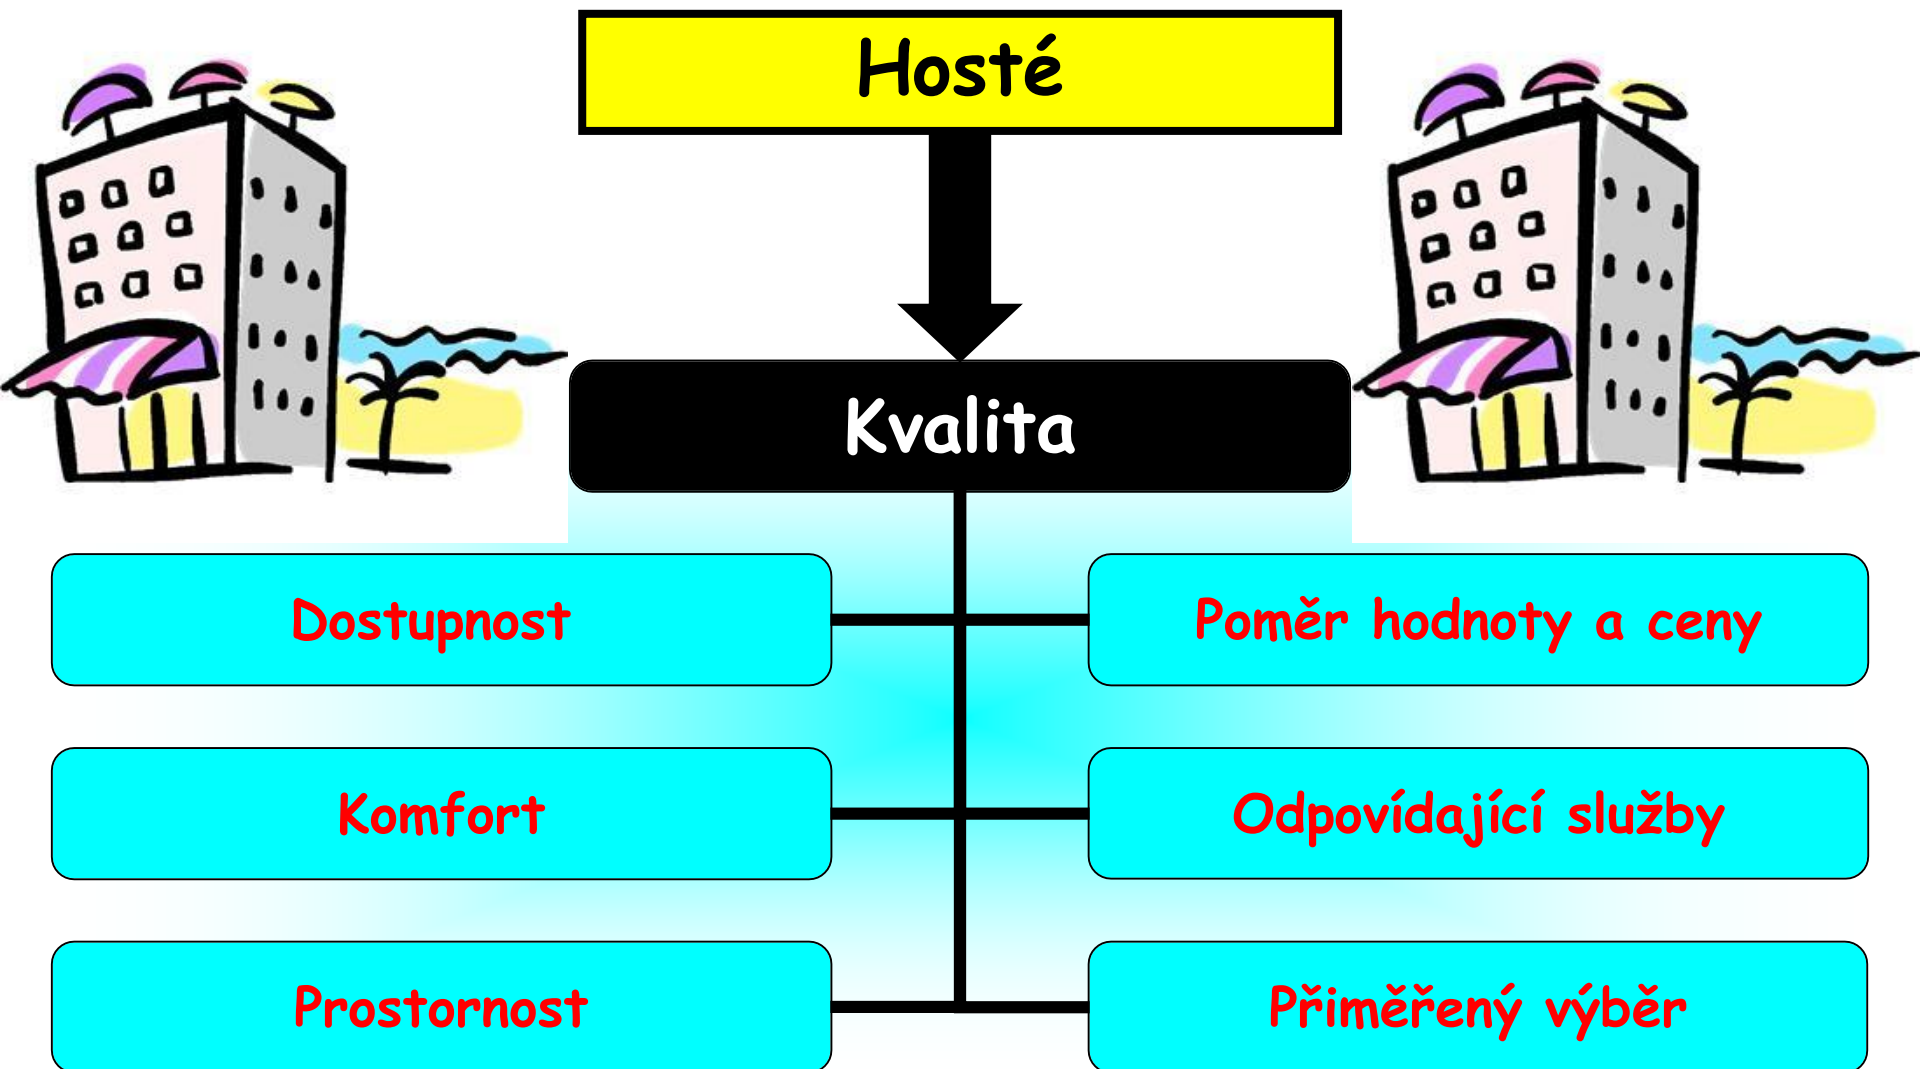 Hosté
Kvalita
Dostupnost
Poměr hodnoty a ceny
Komfort
Odpovídající služby
Prostornost
Přiměřený výběr